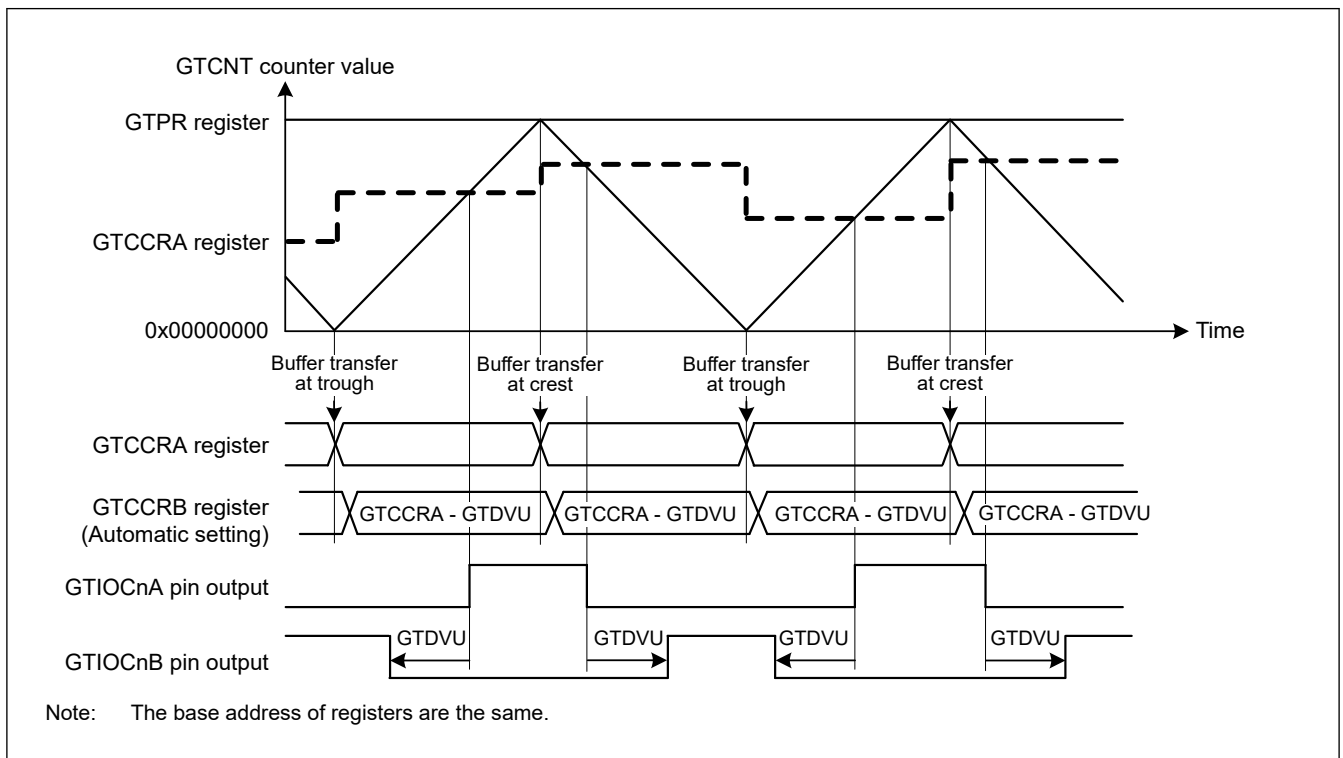 GTCNT counter value
GTPR register
GTCCRA register
0x00000000
Time
Buffer transfer
at trough
Buffer transfer
at crest
Buffer transfer
at trough
Buffer transfer
at crest
GTCCRA register
GTCCRB register
(Automatic setting)
GTCCRA - GTDVU
GTCCRA - GTDVU
GTCCRA - GTDVU
GTCCRA - GTDVU
GTIOCnA pin output
GTIOCnB pin output
GTDVU
GTDVU
GTDVU
GTDVU
Note: The base address of registers are the same.